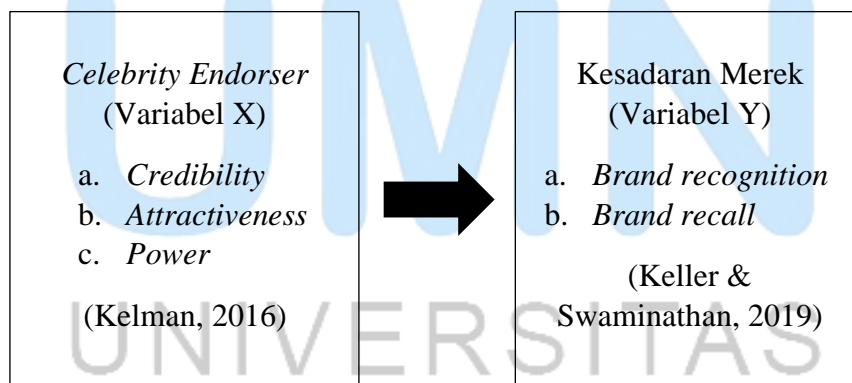 UMN
Celebrity Endorser
(Variabel X)
a. Credibility
b. Attractiveness
c. Power
(Kelman, 2016)
Kesadaran Merek
(Variabel Y)
a. Brand recognition
b. Brand recall
(Keller &
Swaminathan, 2019)
UNIVERSITAS